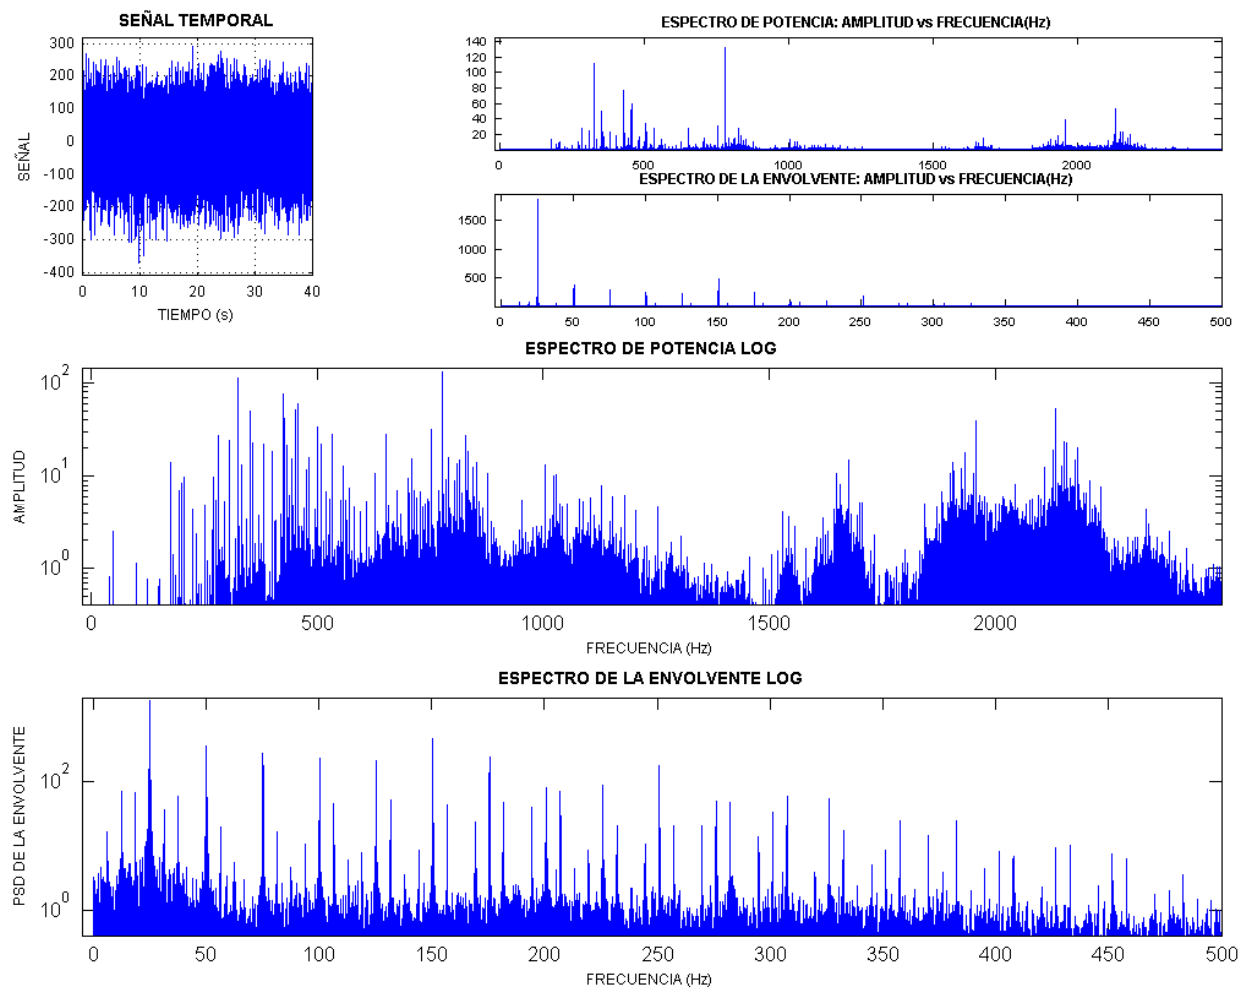 SEÑAL TEMPORAL
300
200
100
0
-100
-200
-300
-400
SEÑAL
0 10 20 30 40
TIEMPO (s)
ESPECTRO DE POTENCIA: AMPLITUD vs FRECUENCIA(Hz)
140
120
100
80
60
40
20
0 500 1000 1500 2000
ESPECTRO DE LA ENVOLVENTE: AMPLITUD vs FRECUENCIA(Hz)
1500
1000
500
0 50 100 150 200 250 300 350 400 450 500
ESPECTRO DE POTENCIA LOG
10^2
10^1
10^0
AMPLITUD
0 500 1000 1500 2000
FRECUENCIA (Hz)
ESPECTRO DE LA ENVOLVENTE LOG
10^2
10^0
PSD DE LA ENVOLVENTE
0 50 100 150 200 250 300 350 400 450 500
FRECUENCIA (Hz)